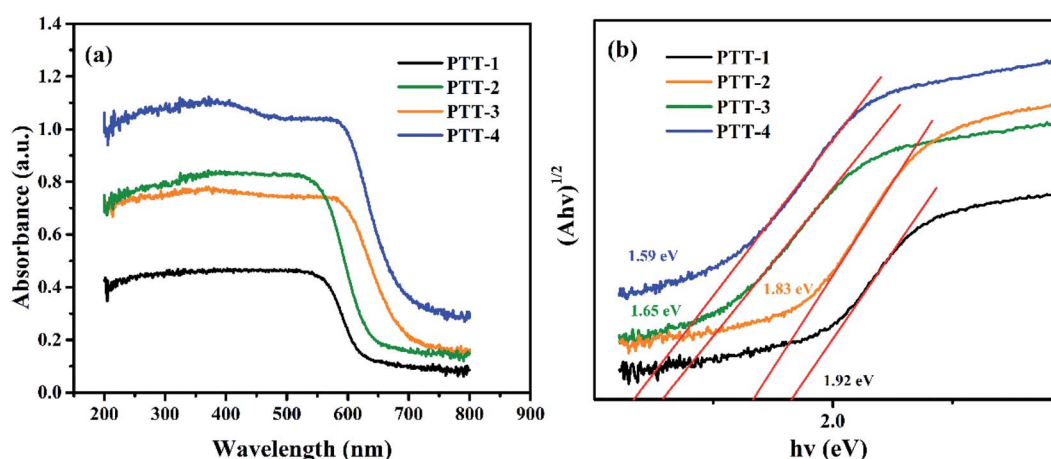 (a)
PTT-1
PTT-2
PTT-3
PTT-4
Absorbance (a.u.)
1.4
1.2
1.0
0.8
0.6
0.4
0.2
0.0
200 300 400 500 600 700 800 900
Wavelength (nm)
(b)
PTT-1
PTT-2
PTT-3
PTT-4
(Ahν)^1/2
1.59 eV
1.65 eV
1.83 eV
1.92 eV
2.0
hν (eV)